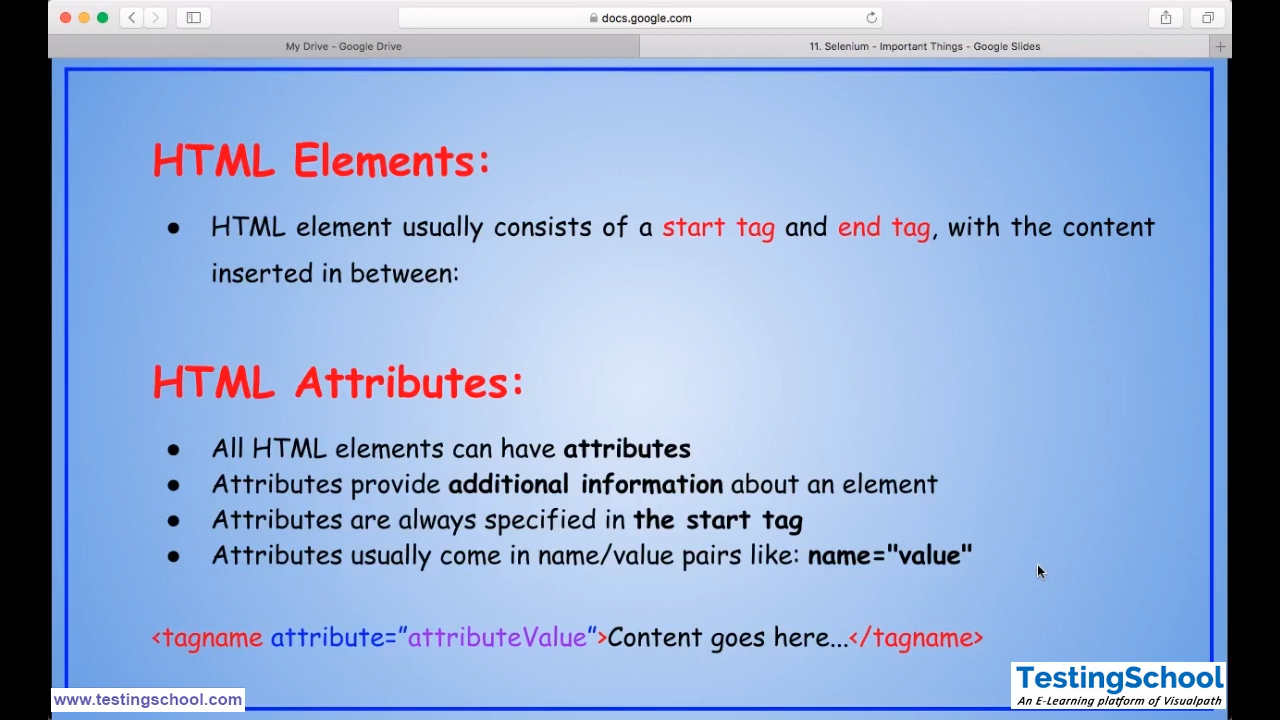 docs.google.com
My Drive - Google Drive
11. Selenium - Important Things - Google Slides
HTML Elements:
● HTML element usually consists of a start tag and end tag, with the content
inserted in between:
HTML Attributes:
● All HTML elements can have attributes
● Attributes provide additional information about an element
● Attributes are always specified in the start tag
● Attributes usually come in name/value pairs like: name="value"
<tagname attribute=”attributeValue”>Content goes here...</tagname>
www.testingschool.com
TestingSchool
An E-Learning platform of Visualpath